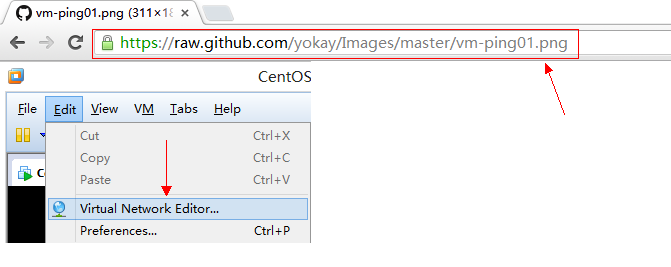 vm-ping01.png (311×18
https://raw.github.com/yokay/Images/master/vm-ping01.png
CentOS
File Edit View VM Tabs Help
Cut Ctrl+X
Copy Ctrl+C
Paste Ctrl+V
Virtual Network Editor...
Preferences... Ctrl+P